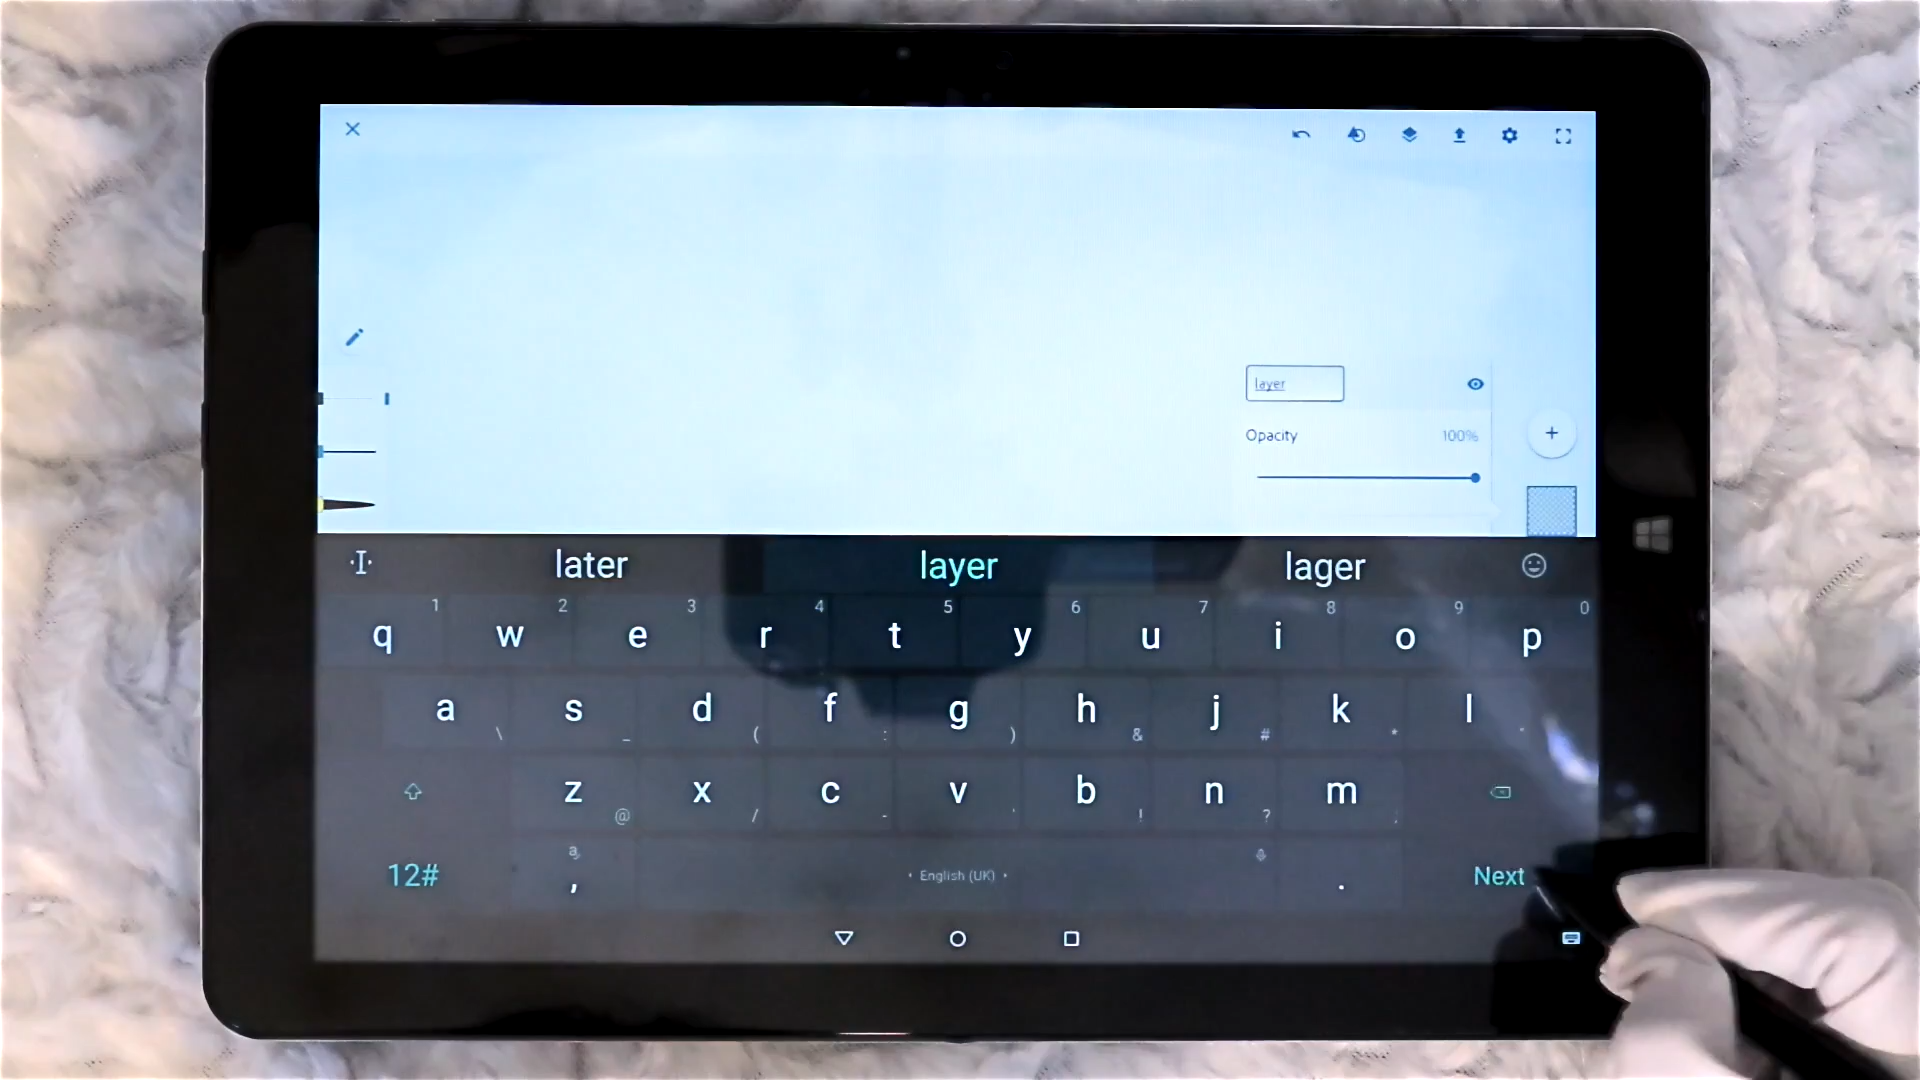 layer
Opacity 100%
later layer lager
1 2 3 4 5 6 7 8 9 0
q w e r t y u i o p
a s d f g h j k l
\ _ ( : ) & # *
z x c v b n m
@ / - ' ! ?
12# , English (UK) . Next